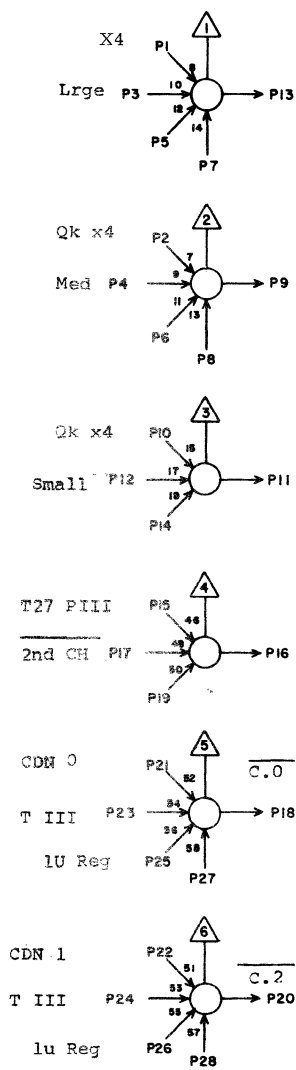 1
X4
P1
8
Lrge P3 10 P13
12
P5 14
P7
2
Qk x4
P2
7
Med P4 9 P9
11
P6 13
P8
3
Qk x4 P10
15
Small P12 17 P11
19
P14
4
T27 PIII P15
46
2nd CH P17 48 P16
50
P19
5
CDN 0 P21 C.0
52
T III P23 54 P18
56
1U Reg P25 58
P27
6
CDN 1 P22 C.2
51
T III P24 53 P20
55
1u Reg P26 57
P28